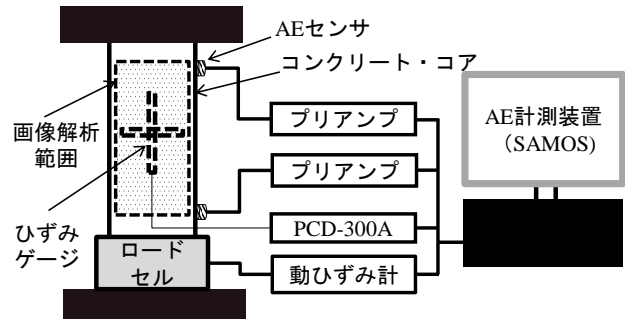 AEセンサ
コンクリート・コア
画像解析
範囲
ひずみ
ゲージ
ロード
セル
プリアンプ
プリアンプ
PCD-300A
動ひずみ計
AE計測装置
（SAMOS)